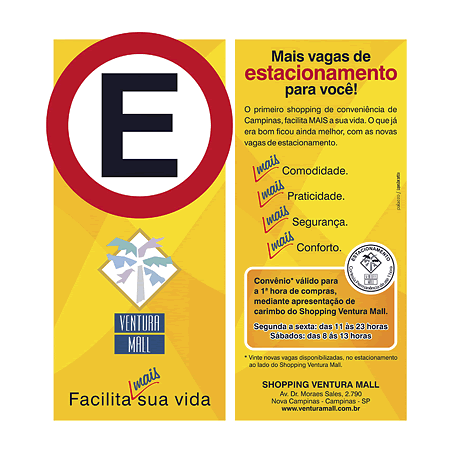 E
VENTURA
MALL
mais
Facilita sua vida
Mais vagas de
estacionamento
para você!
O primeiro shopping de conveniência de
Campinas, facilita MAIS a sua vida. O que já
era bom ficou ainda melhor, com as novas
vagas de estacionamento.
mais Comodidade.
mais Praticidade.
mais Segurança.
mais Conforto.
ESTACIONAMENTO
VENTURA
MALL
Convênio* válido para
a 1ª hora de compras,
mediante apresentação de
carimbo do Shopping Ventura Mall.
Segunda a sexta: das 11 às 23 horas
Sábados: das 8 às 13 horas
* Vinte novas vagas disponibilizadas, no estacionamento
ao lado do Shopping Ventura Mall.
SHOPPING VENTURA MALL
Av. Dr. Moraes Sales, 2.790
Nova Campinas - Campinas - SP
www.venturamall.com.br